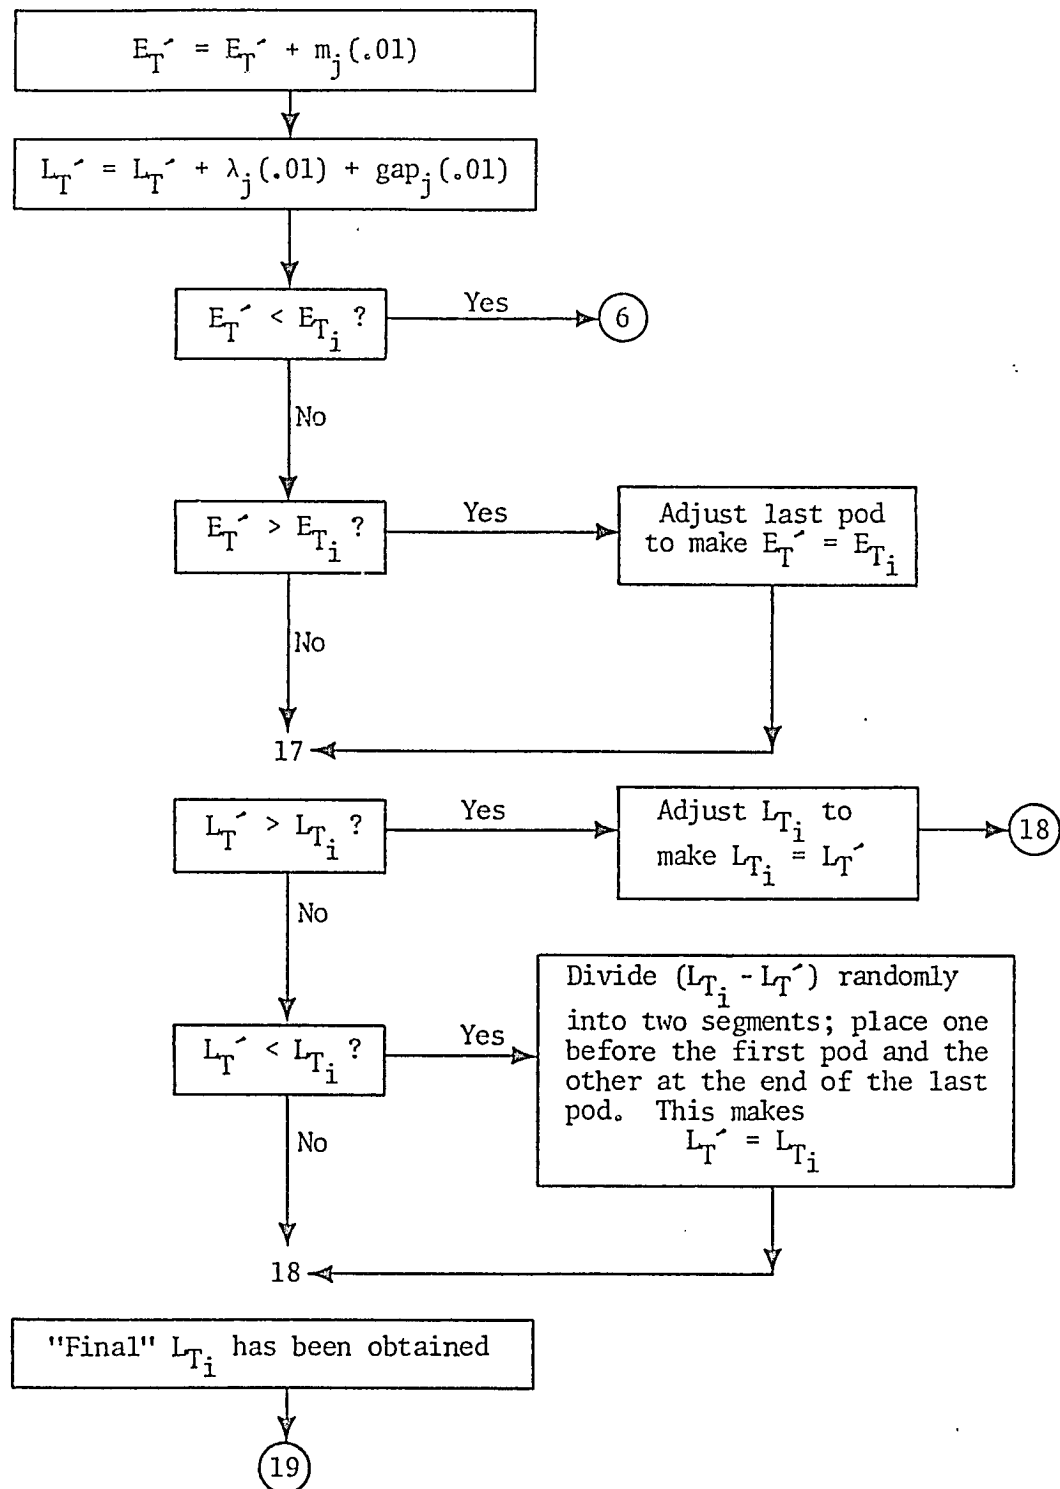 E_T´ = E_T´ + m_j(.01)
L_T´ = L_T´ + λ_j(.01) + gap_j(.01)
E_T´ < E_T_i ?
Yes
6
No
E_T´ > E_T_i ?
Yes
Adjust last pod
to make E_T´ = E_T_i
No
17
L_T´ > L_T_i ?
Yes
Adjust L_T_i to
make L_T_i = L_T´
18
No
L_T´ < L_T_i ?
Yes
Divide (L_T_i - L_T´) randomly
into two segments; place one
before the first pod and the
other at the end of the last
pod. This makes
L_T´ = L_T_i
No
18
"Final" L_T_i has been obtained
19